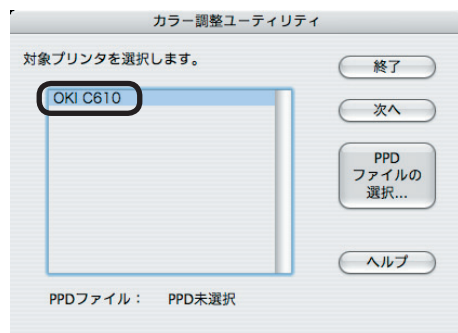 カラー調整ユーティリティ
対象プリンタを選択します。
OKI C610
終了
次へ
PPD
ファイルの
選択...
ヘルプ
PPDファイル： PPD未選択